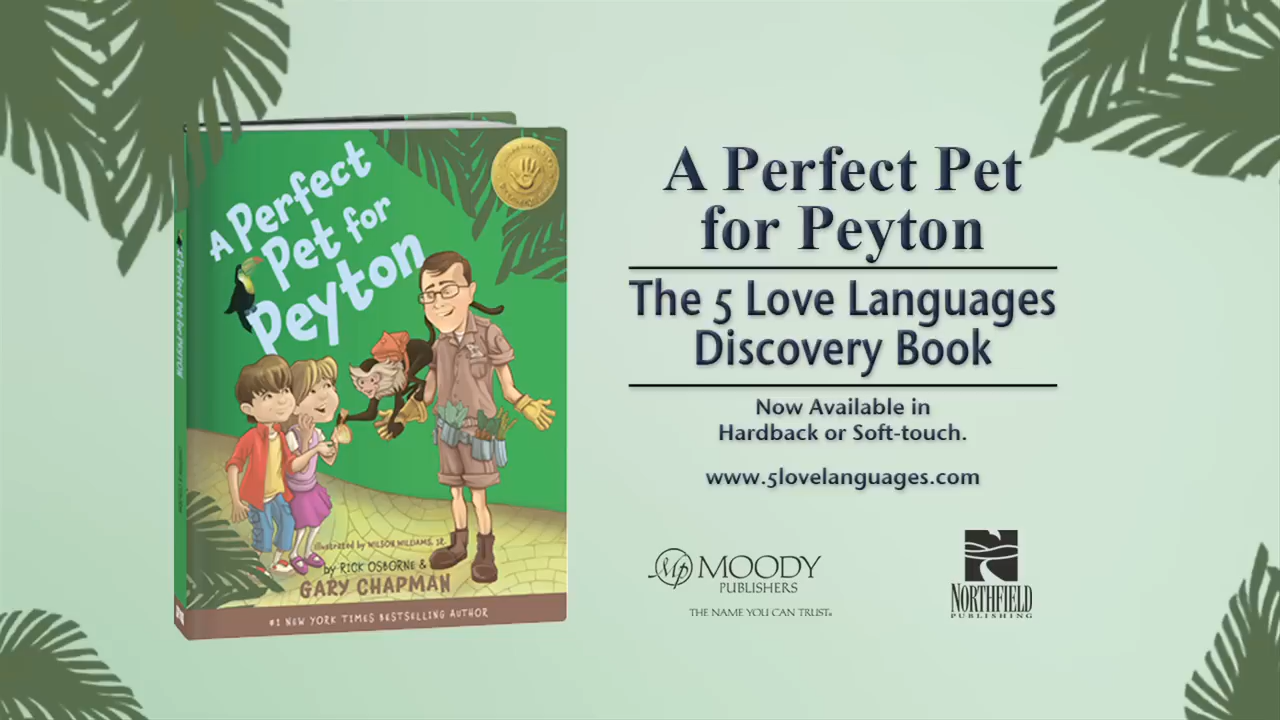 A Perfect
Pet for
Peyton
A Perfect Pet for Peyton
Illustrated by WILSON WILLIAMS, JR.
by RICK OSBORNE &
GARY CHAPMAN
#1 NEW YORK TIMES BESTSELLING AUTHOR
A Perfect Pet
for Peyton
The 5 Love Languages
Discovery Book
Now Available in
Hardback or Soft-touch.
www.5lovelanguages.com
MP MOODY
PUBLISHERS
THE NAME YOU CAN TRUST®
NORTHFIELD
PUBLISHING